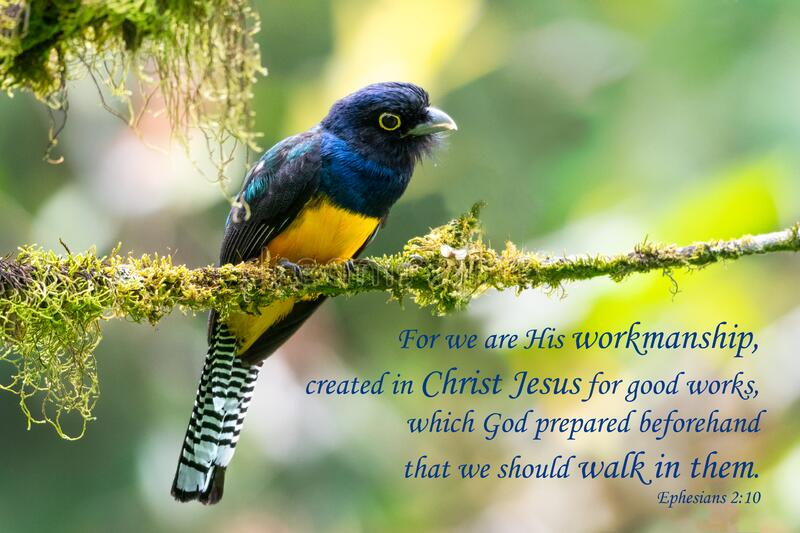 For we are His workmanship,
created in Christ Jesus for good works,
which God prepared beforehand
that we should walk in them.
Ephesians 2:10